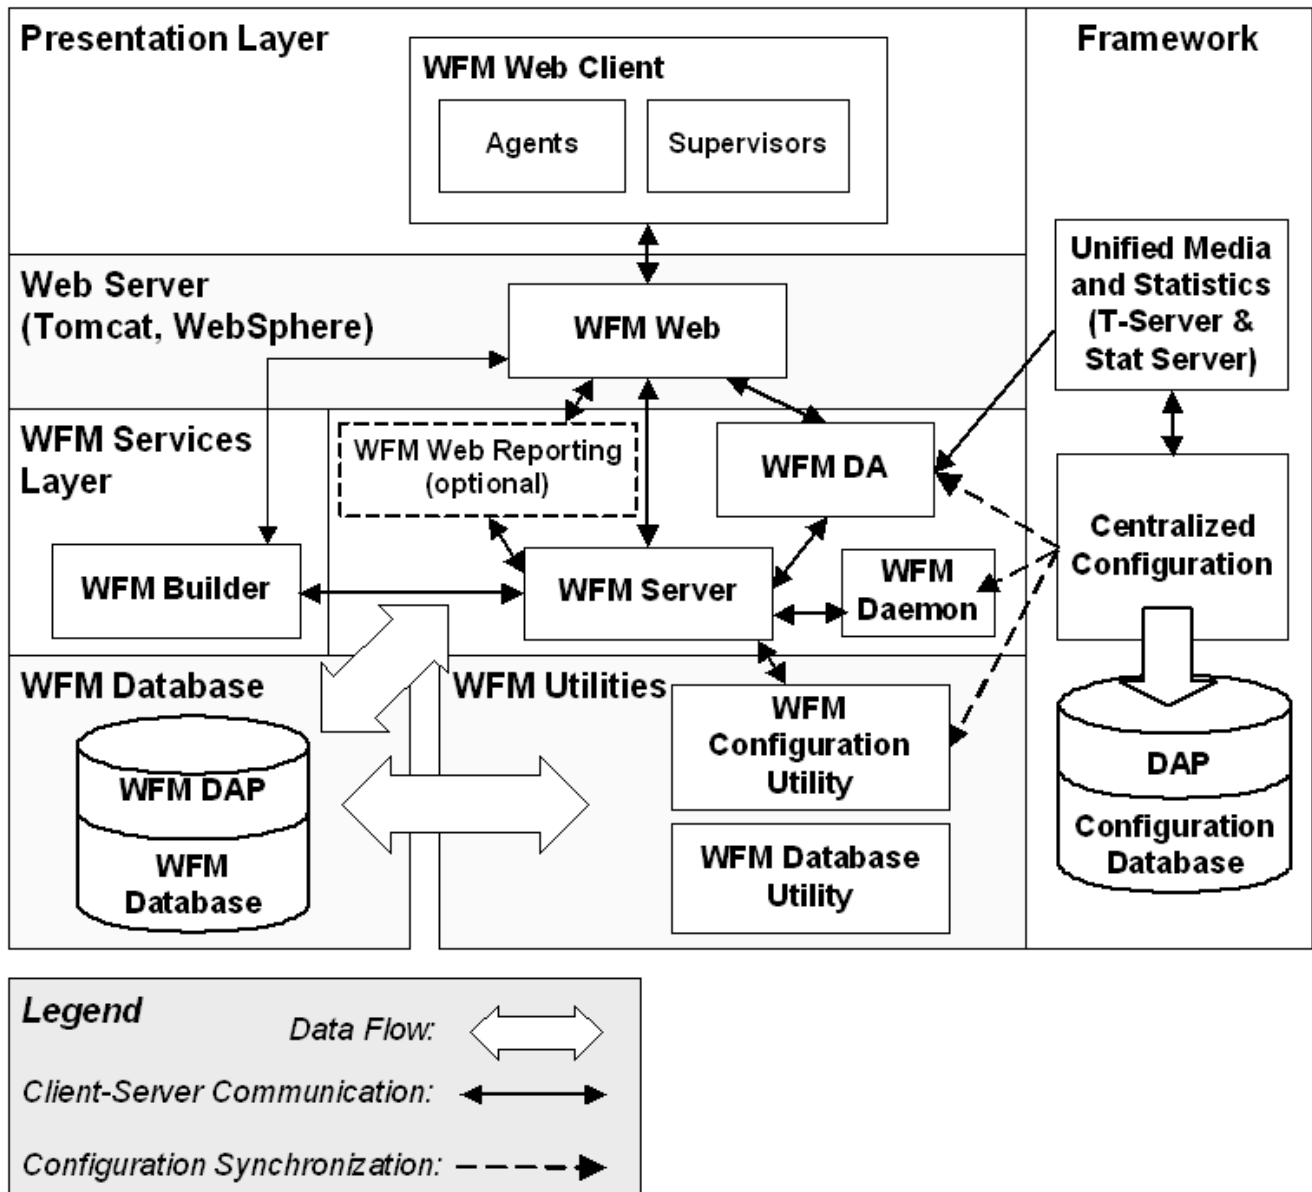 Presentation Layer
WFM Web Client
Agents
Supervisors
Framework
Unified Media
and Statistics
(T-Server &
Stat Server)
Web Server
(Tomcat, WebSphere)
WFM Web
WFM Services
Layer
WFM Web Reporting
(optional)
WFM DA
WFM Builder
WFM Server
WFM
Daemon
Centralized
Configuration
WFM Database
WFM DAP
WFM
Database
WFM Utilities
WFM
Configuration
Utility
WFM Database
Utility
DAP
Configuration
Database
Legend
Data Flow:
Client-Server Communication:
Configuration Synchronization: